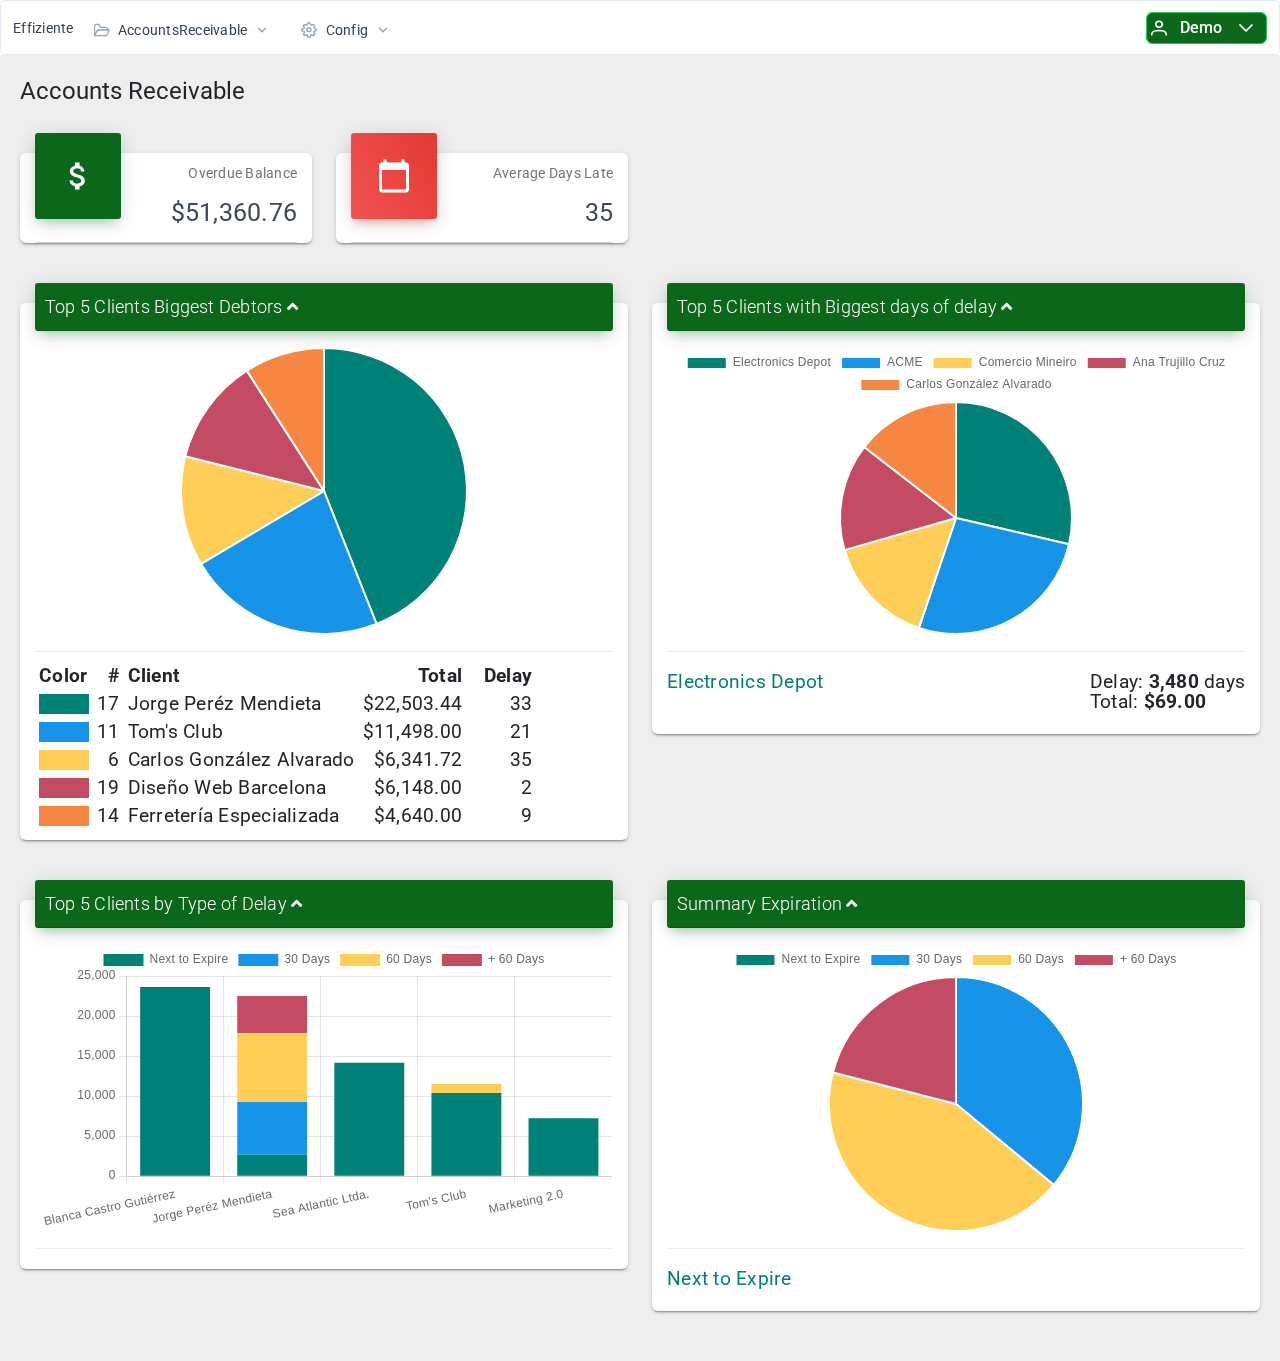 Effiziente AccountsReceivable Config Demo
Accounts Receivable
Overdue Balance
$51,360.76
Average Days Late
35
Top 5 Clients Biggest Debtors
Color # Client Total Delay
17 Jorge Peréz Mendieta $22,503.44 33
11 Tom's Club $11,498.00 21
6 Carlos González Alvarado $6,341.72 35
19 Diseño Web Barcelona $6,148.00 2
14 Ferretería Especializada $4,640.00 9
Top 5 Clients with Biggest days of delay
Electronics Depot ACME Comercio Mineiro Ana Trujillo Cruz
Carlos González Alvarado
Electronics Depot
Delay: 3,480 days
Total: $69.00
Top 5 Clients by Type of Delay
Next to Expire 30 Days 60 Days + 60 Days
25,000
20,000
15,000
10,000
5,000
0
Blanca Castro Gutiérrez
Jorge Peréz Mendieta
Sea Atlantic Ltda.
Tom's Club
Marketing 2.0
Summary Expiration
Next to Expire 30 Days 60 Days + 60 Days
Next to Expire